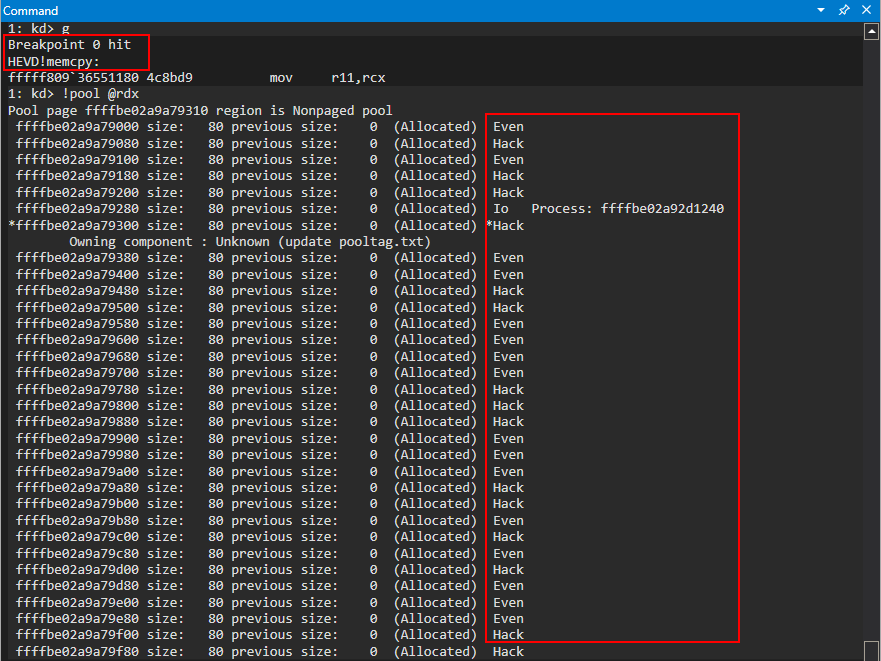 Command
1: kd> g
Breakpoint 0 hit
HEVD!memcpy:
fffff809`36551180 4c8bd9          mov     r11,rcx
1: kd> !pool @rdx
Pool page ffffbe02a9a79310 region is Nonpaged pool
 ffffbe02a9a79000 size:   80 previous size:    0  (Allocated)  Even
 ffffbe02a9a79080 size:   80 previous size:    0  (Allocated)  Hack
 ffffbe02a9a79100 size:   80 previous size:    0  (Allocated)  Even
 ffffbe02a9a79180 size:   80 previous size:    0  (Allocated)  Hack
 ffffbe02a9a79200 size:   80 previous size:    0  (Allocated)  Hack
 ffffbe02a9a79280 size:   80 previous size:    0  (Allocated)  Io   Process: ffffbe02a92d1240
*ffffbe02a9a79300 size:   80 previous size:    0  (Allocated) *Hack
        Owning component : Unknown (update pooltag.txt)
 ffffbe02a9a79380 size:   80 previous size:    0  (Allocated)  Even
 ffffbe02a9a79400 size:   80 previous size:    0  (Allocated)  Even
 ffffbe02a9a79480 size:   80 previous size:    0  (Allocated)  Hack
 ffffbe02a9a79500 size:   80 previous size:    0  (Allocated)  Hack
 ffffbe02a9a79580 size:   80 previous size:    0  (Allocated)  Even
 ffffbe02a9a79600 size:   80 previous size:    0  (Allocated)  Even
 ffffbe02a9a79680 size:   80 previous size:    0  (Allocated)  Even
 ffffbe02a9a79700 size:   80 previous size:    0  (Allocated)  Even
 ffffbe02a9a79780 size:   80 previous size:    0  (Allocated)  Hack
 ffffbe02a9a79800 size:   80 previous size:    0  (Allocated)  Hack
 ffffbe02a9a79880 size:   80 previous size:    0  (Allocated)  Hack
 ffffbe02a9a79900 size:   80 previous size:    0  (Allocated)  Even
 ffffbe02a9a79980 size:   80 previous size:    0  (Allocated)  Even
 ffffbe02a9a79a00 size:   80 previous size:    0  (Allocated)  Even
 ffffbe02a9a79a80 size:   80 previous size:    0  (Allocated)  Hack
 ffffbe02a9a79b00 size:   80 previous size:    0  (Allocated)  Hack
 ffffbe02a9a79b80 size:   80 previous size:    0  (Allocated)  Even
 ffffbe02a9a79c00 size:   80 previous size:    0  (Allocated)  Hack
 ffffbe02a9a79c80 size:   80 previous size:    0  (Allocated)  Even
 ffffbe02a9a79d00 size:   80 previous size:    0  (Allocated)  Hack
 ffffbe02a9a79d80 size:   80 previous size:    0  (Allocated)  Even
 ffffbe02a9a79e00 size:   80 previous size:    0  (Allocated)  Even
 ffffbe02a9a79e80 size:   80 previous size:    0  (Allocated)  Even
 ffffbe02a9a79f00 size:   80 previous size:    0  (Allocated)  Hack
 ffffbe02a9a79f80 size:   80 previous size:    0  (Allocated)  Hack